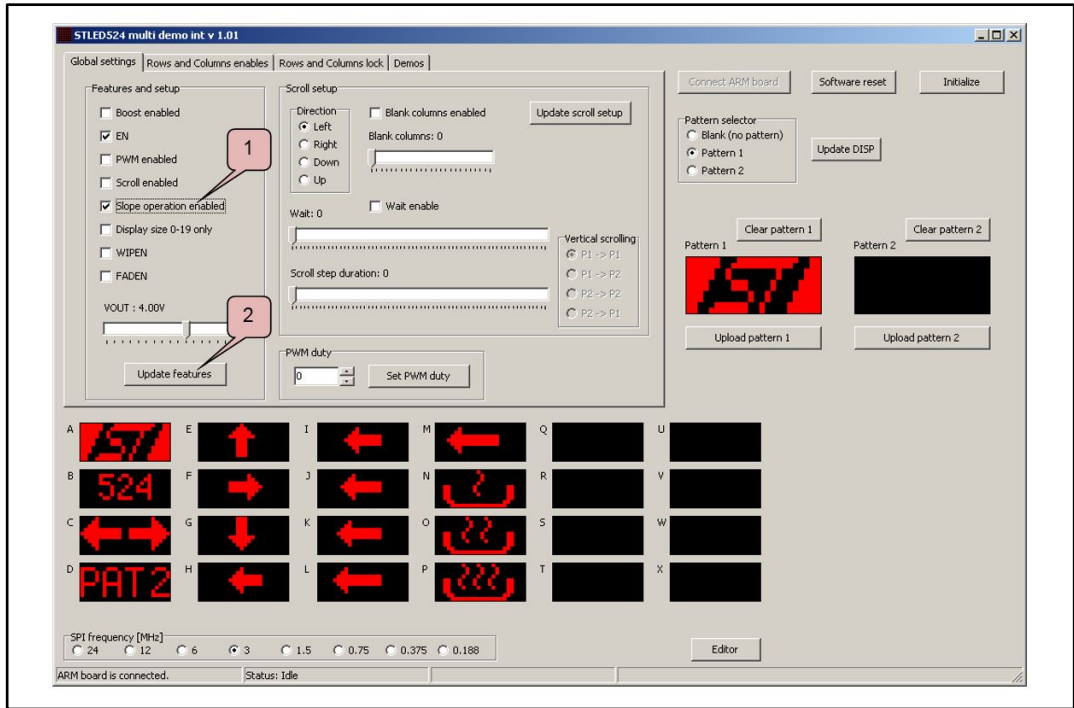 STLED524 multi demo int v 1.01
Global settings
Rows and Columns enables
Rows and Columns lock
Demos
Features and setup
Boost enabled
EN
PWM enabled
Scroll enabled
Slope operation enabled
Display size 0-19 only
WIPEN
FADEN
VOUT : 4.00V
Update features
1
2
Scroll setup
Direction
Left
Right
Down
Up
Blank columns enabled
Blank columns: 0
Update scroll setup
Wait: 0
Wait enable
Scroll step duration: 0
Vertical scrolling
P1 -> P1
P1 -> P2
P2 -> P2
P2 -> P1
PWM duty
0
Set PWM duty
Connect ARM board
Software reset
Initialize
Pattern selector
Blank (no pattern)
Pattern 1
Pattern 2
Update DISP
Clear pattern 1
Clear pattern 2
Pattern 1
Pattern 2
Upload pattern 1
Upload pattern 2
A
E
I
M
Q
U
B
524
F
J
N
R
V
C
G
K
O
S
W
D
PAT2
H
L
P
T
X
SPI frequency [MHz]
24 12 6 3 1.5 0.75 0.375 0.188
Editor
ARM board is connected.
Status: Idle